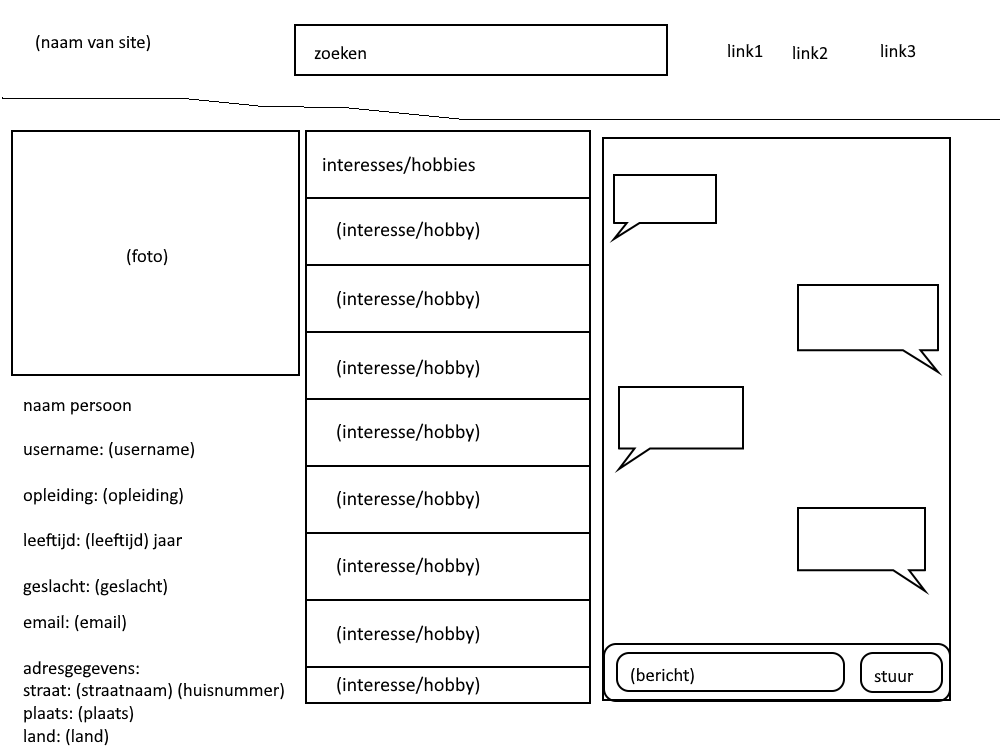 (naam van site)
zoeken
link1
link2
link3
(foto)
naam persoon
username: (username)
opleiding: (opleiding)
leeftijd: (leeftijd) jaar
geslacht: (geslacht)
email: (email)
adresgegevens:
straat: (straatnaam) (huisnummer)
plaats: (plaats)
land: (land)
interesses/hobbies
(interesse/hobby)
(interesse/hobby)
(interesse/hobby)
(interesse/hobby)
(interesse/hobby)
(interesse/hobby)
(interesse/hobby)
(interesse/hobby)
(bericht)
stuur